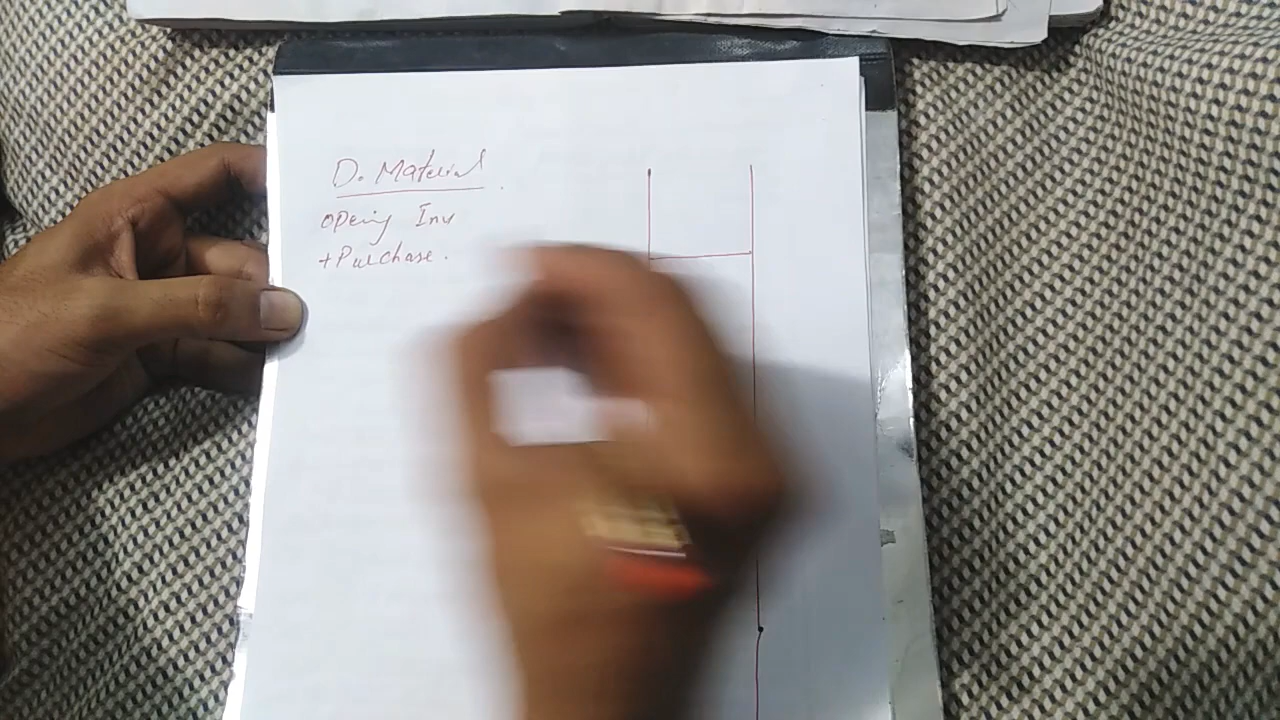 D. Material
opening Inv
+Purchase.